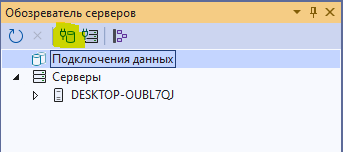 Обозреватель серверов
Подключения данных
Серверы
DESKTOP-OUBL7QJ